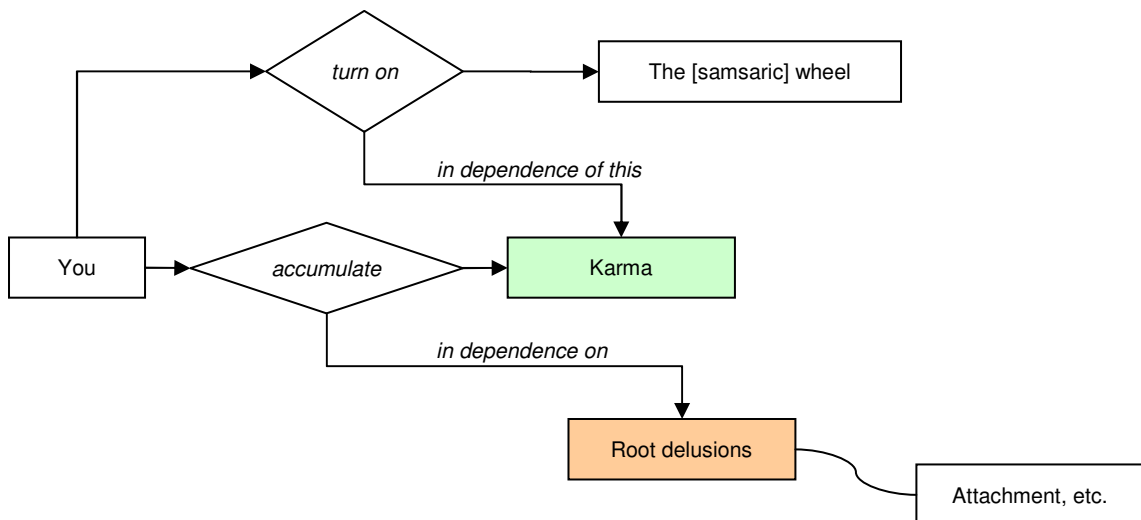 turn on
The [samsaric] wheel
in dependence of this
You
accumulate
Karma
in dependence on
Root delusions
Attachment, etc.